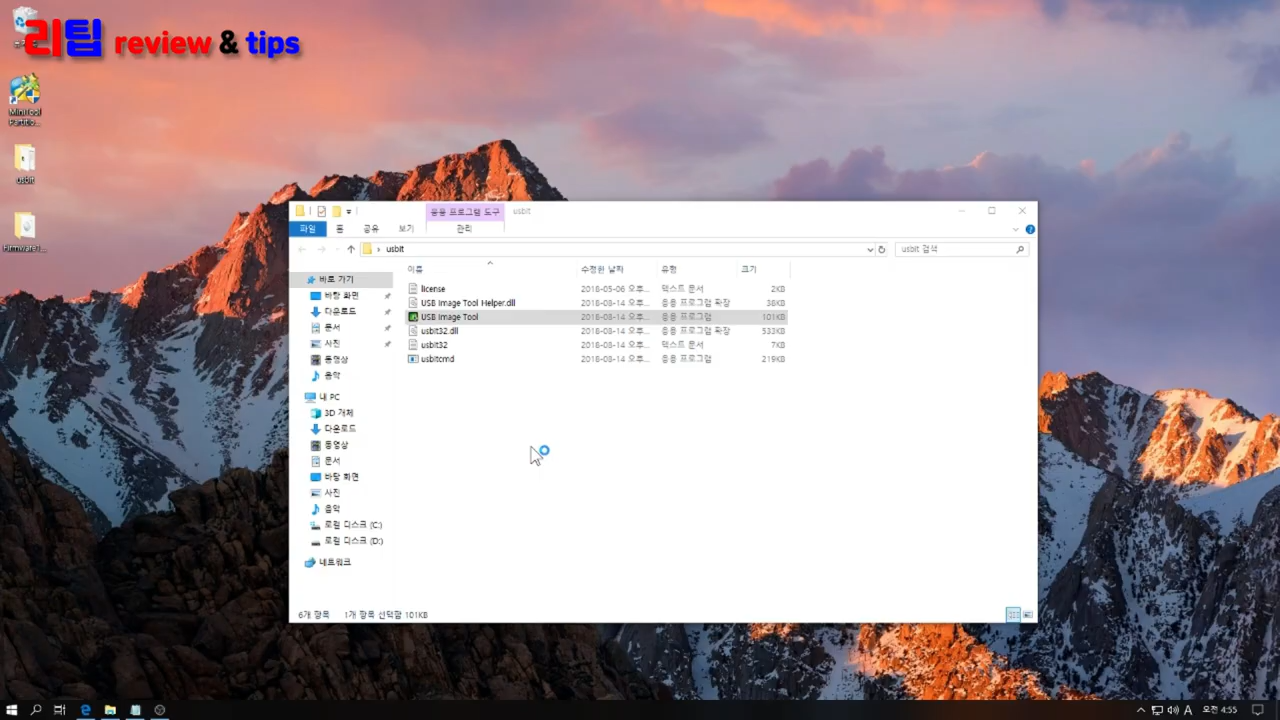 리팁 review & tips
MiniTool
Partitio...
usbit
Firmware1...
응용 프로그램 도구
usbit
파일
홈
공유
보기
관리
usbit
usbit 검색
바로 가기
바탕 화면
다운로드
문서
사진
동영상
음악
내 PC
3D 개체
다운로드
동영상
문서
바탕 화면
사진
음악
로컬 디스크 (C:)
로컬 디스크 (D:)
네트워크
이름 수정한 날짜 유형 크기
license 2018-05-06 오후... 텍스트 문서 2KB
USB Image Tool Helper.dll 2018-08-14 오후... 응용 프로그램 확장 38KB
USB Image Tool 2018-08-14 오후... 응용 프로그램 101KB
usbit32.dll 2018-08-14 오후... 응용 프로그램 확장 533KB
usbit32 2018-08-14 오후... 텍스트 문서 7KB
usbitcmd 2018-08-14 오후... 응용 프로그램 219KB
6개 항목 1개 항목 선택함 101KB
A 오전 4:55